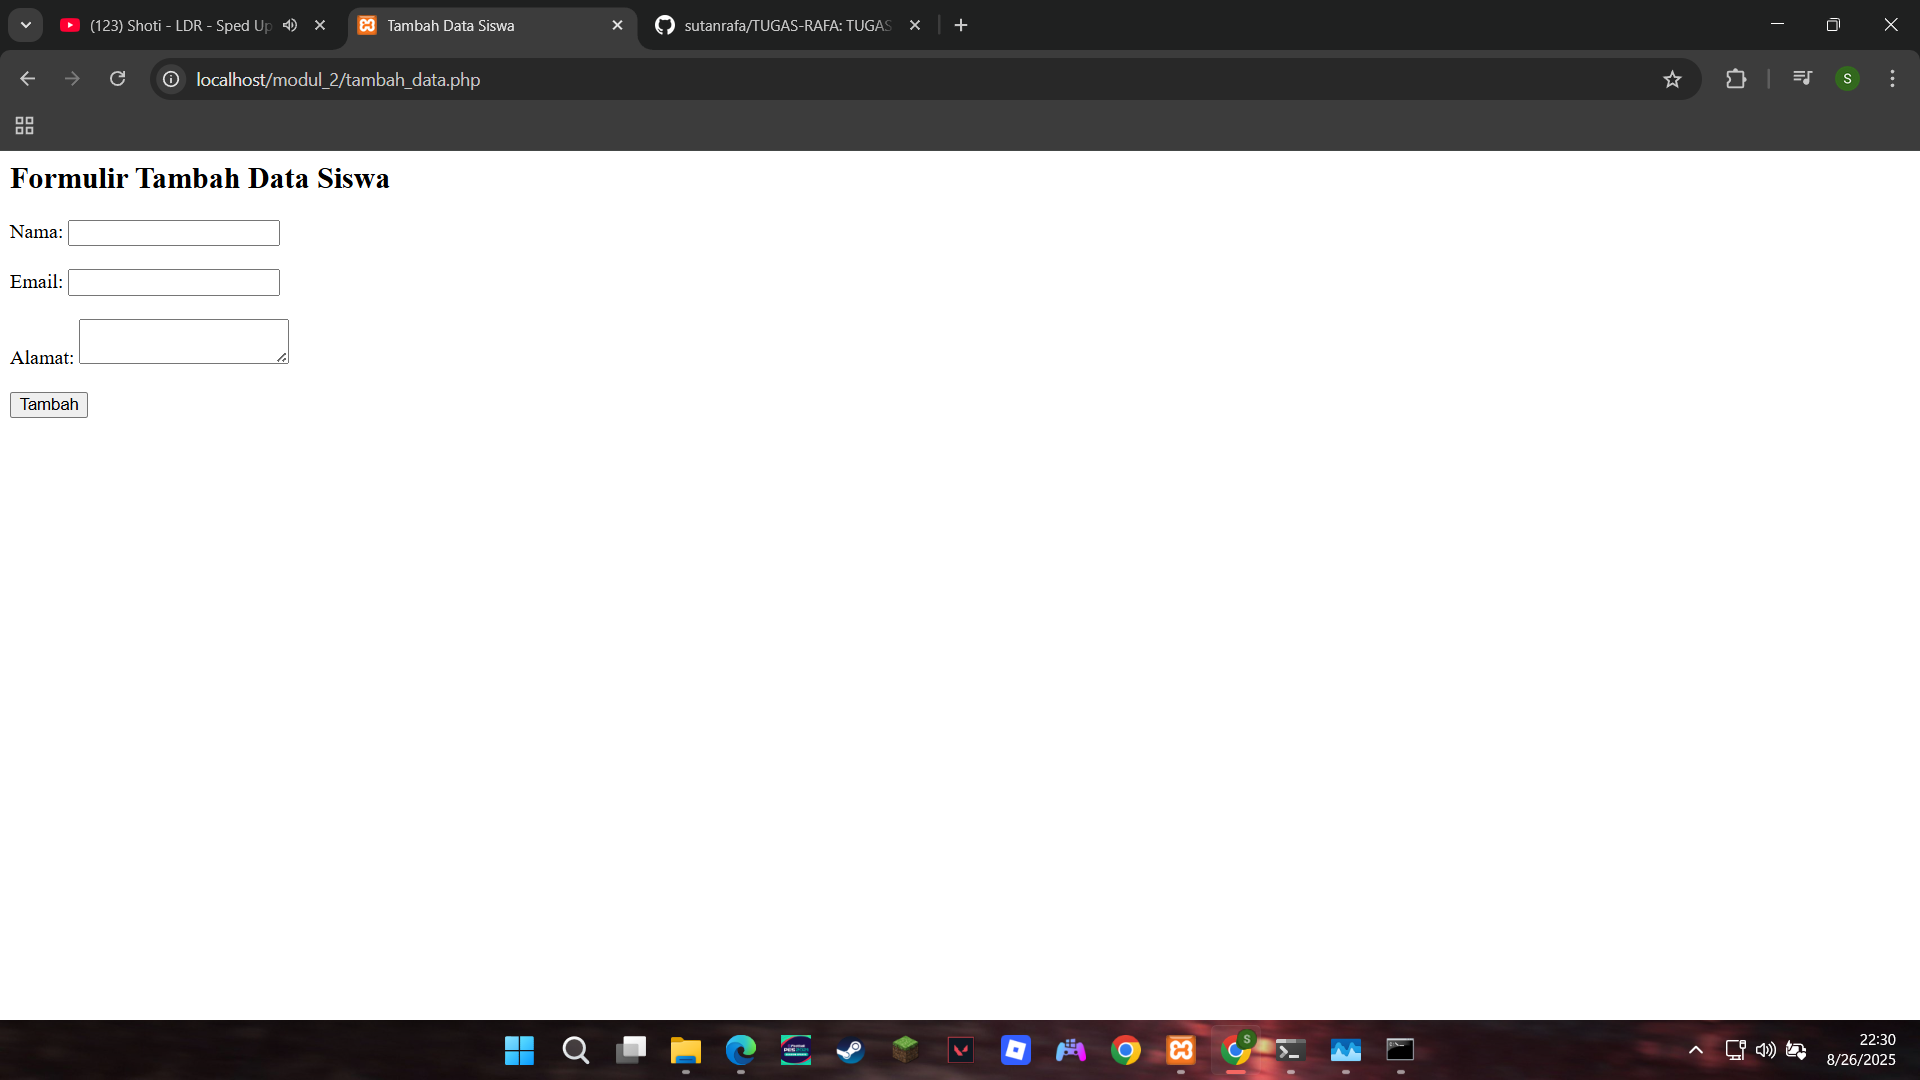 (123) Shoti - LDR - Sped Up
Tambah Data Siswa
sutanrafa/TUGAS-RAFA: TUGAS
localhost/modul_2/tambah_data.php
S
Formulir Tambah Data Siswa
Nama:
Email:
Alamat:
Tambah
S
22:30
8/26/2025